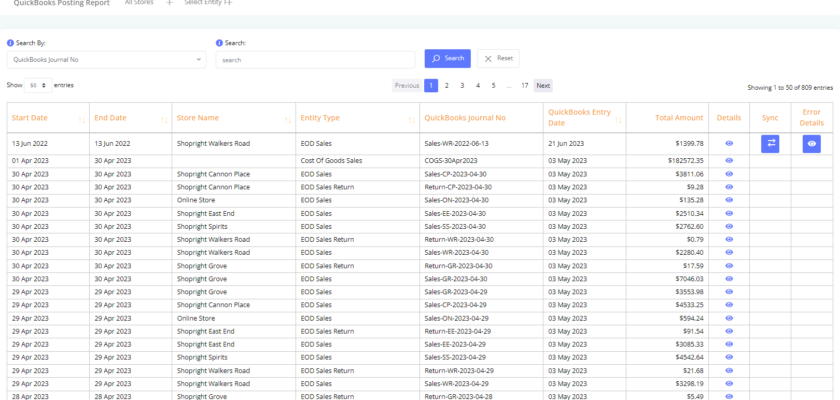 QuickBooks Posting Report All Stores + Select Entity
Search By: Search:
QuickBooks Journal No search Search Reset
Show 50 entries Previous 1 2 3 4 5 ... 17 Next Showing 1 to 50 of 809 entries
Start Date End Date Store Name Entity Type QuickBooks Journal No QuickBooks Entry Date Total Amount Details Sync Error Details
13 Jun 2022 13 Jun 2022 Shopright Walkers Road EOD Sales Sales-WR-2022-06-13 21 Jun 2023 $1399.78
01 Apr 2023 30 Apr 2023 Cost Of Goods Sales COGS-30Apr2023 03 May 2023 $182572.35
30 Apr 2023 30 Apr 2023 Shopright Cannon Place EOD Sales Sales-CP-2023-04-30 03 May 2023 $3811.06
30 Apr 2023 30 Apr 2023 Shopright Cannon Place EOD Sales Return Return-CP-2023-04-30 03 May 2023 $9.28
30 Apr 2023 30 Apr 2023 Online Store EOD Sales Sales-ON-2023-04-30 03 May 2023 $135.28
30 Apr 2023 30 Apr 2023 Shopright East End EOD Sales Sales-EE-2023-04-30 03 May 2023 $2510.34
30 Apr 2023 30 Apr 2023 Shopright Spirits EOD Sales Sales-SS-2023-04-30 03 May 2023 $2762.60
30 Apr 2023 30 Apr 2023 Shopright Walkers Road EOD Sales Return Return-WR-2023-04-30 03 May 2023 $0.79
30 Apr 2023 30 Apr 2023 Shopright Walkers Road EOD Sales Sales-WR-2023-04-30 03 May 2023 $2280.40
30 Apr 2023 30 Apr 2023 Shopright Grove EOD Sales Return Return-GR-2023-04-30 03 May 2023 $17.59
30 Apr 2023 30 Apr 2023 Shopright Grove EOD Sales Sales-GR-2023-04-30 03 May 2023 $7046.03
29 Apr 2023 29 Apr 2023 Shopright Grove EOD Sales Sales-GR-2023-04-29 03 May 2023 $3553.98
29 Apr 2023 29 Apr 2023 Shopright Cannon Place EOD Sales Sales-CP-2023-04-29 03 May 2023 $4533.25
29 Apr 2023 29 Apr 2023 Online Store EOD Sales Sales-ON-2023-04-29 03 May 2023 $594.24
29 Apr 2023 29 Apr 2023 Shopright East End EOD Sales Return Return-EE-2023-04-29 03 May 2023 $91.54
29 Apr 2023 29 Apr 2023 Shopright East End EOD Sales Sales-EE-2023-04-29 03 May 2023 $3085.33
29 Apr 2023 29 Apr 2023 Shopright Spirits EOD Sales Sales-SS-2023-04-29 03 May 2023 $4542.64
29 Apr 2023 29 Apr 2023 Shopright Walkers Road EOD Sales Return Return-WR-2023-04-29 03 May 2023 $21.68
29 Apr 2023 29 Apr 2023 Shopright Walkers Road EOD Sales Sales-WR-2023-04-29 03 May 2023 $3298.19
28 Apr 2023 28 Apr 2023 Shopright Grove EOD Sales Return Return-GR-2023-04-28 03 May 2023 $5.49